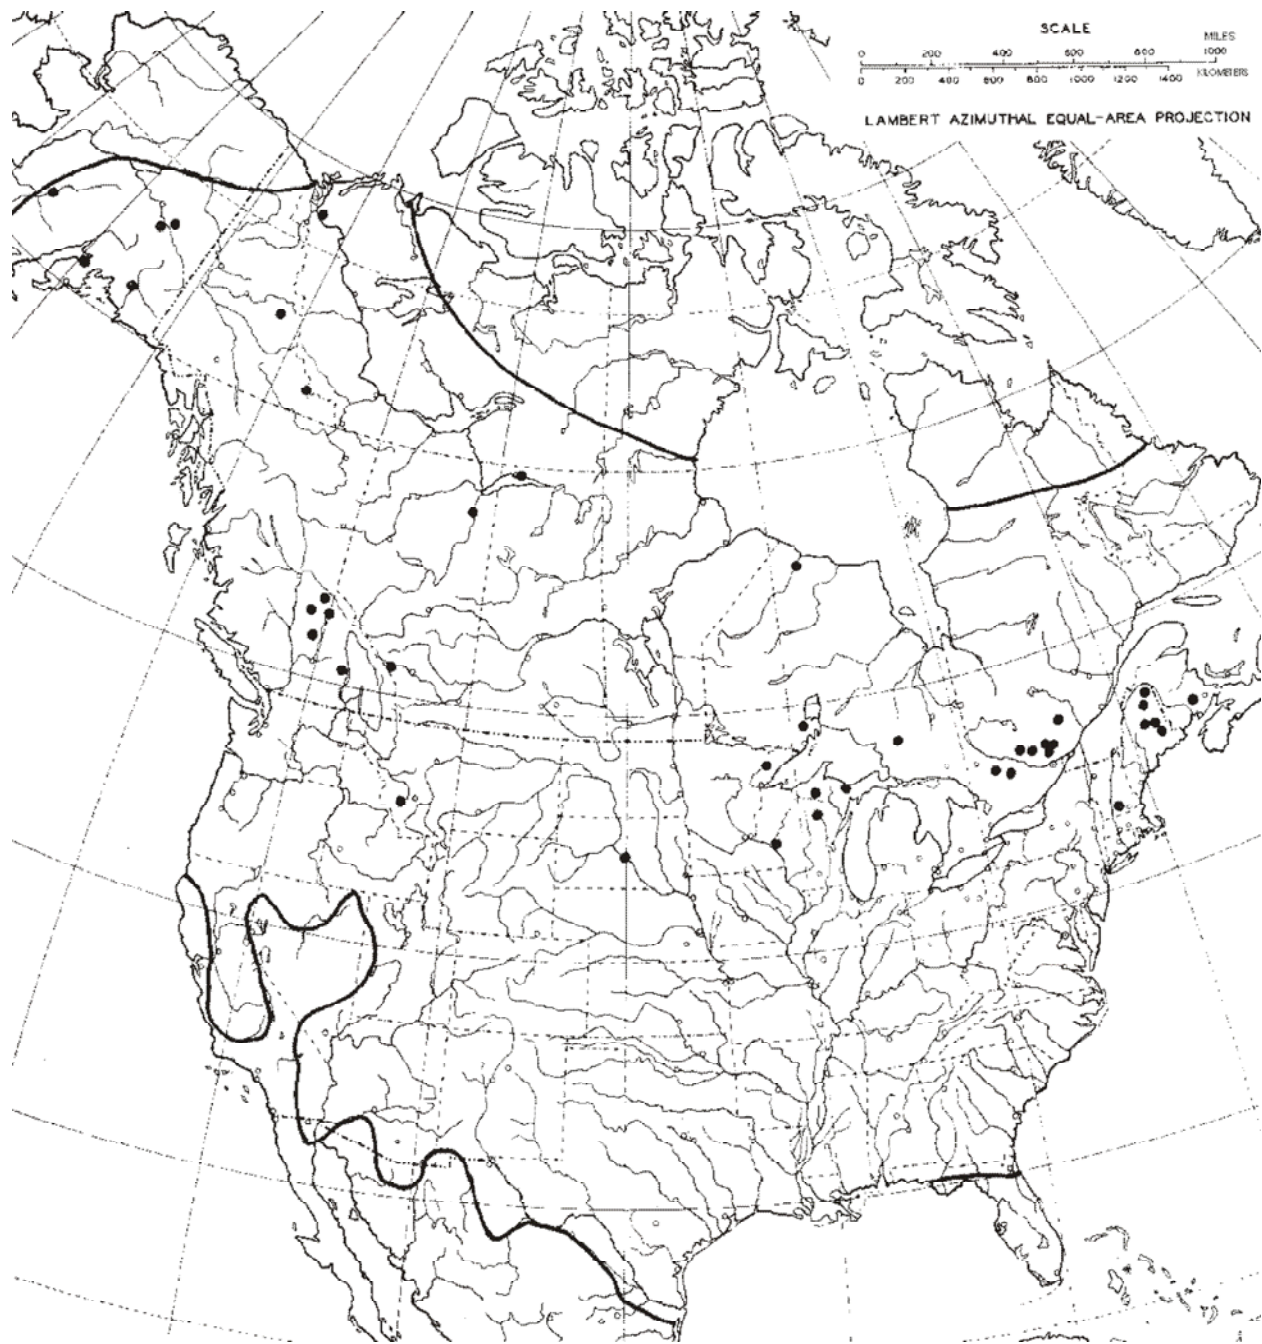 SCALE
MILES
0 200 400 600 800 1000
0 200 400 600 800 1000 1200 1400 KILOMETERS
LAMBERT AZIMUTHAL EQUAL-AREA PROJECTION